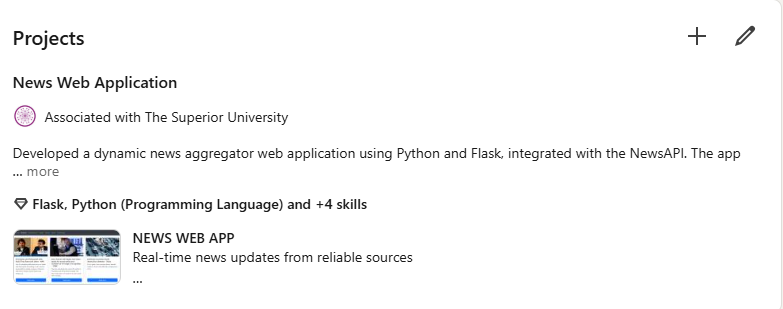 Projects
News Web Application
Associated with The Superior University
Developed a dynamic news aggregator web application using Python and Flask, integrated with the NewsAPI. The app
... more
Flask, Python (Programming Language) and +4 skills
NEWS WEB APP
Real-time news updates from reliable sources
...